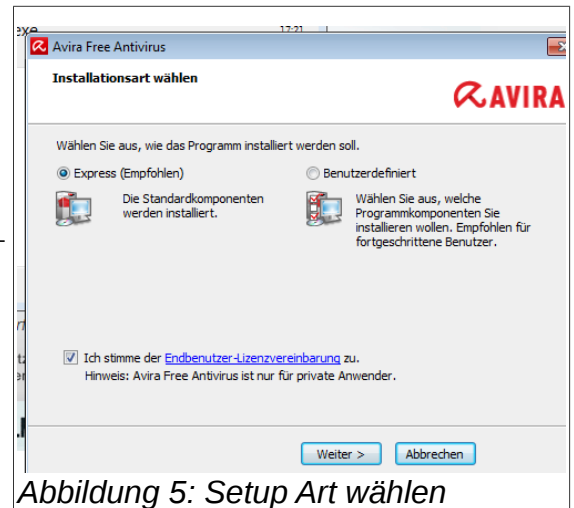 17:21
Avira Free Antivirus
Installationsart wählen
AVIRA
Wählen Sie aus, wie das Programm installiert werden soll.
Express (Empfohlen)
Die Standardkomponenten
werden installiert.
Benutzerdefiniert
Wählen Sie aus, welche
Programmkomponenten Sie
installieren wollen. Empfohlen für
fortgeschrittene Benutzer.
Ich stimme der Endbenutzer-Lizenzvereinbarung zu.
Hinweis: Avira Free Antivirus ist nur für private Anwender.
Weiter >
Abbrechen
Abbildung 5: Setup Art wählen